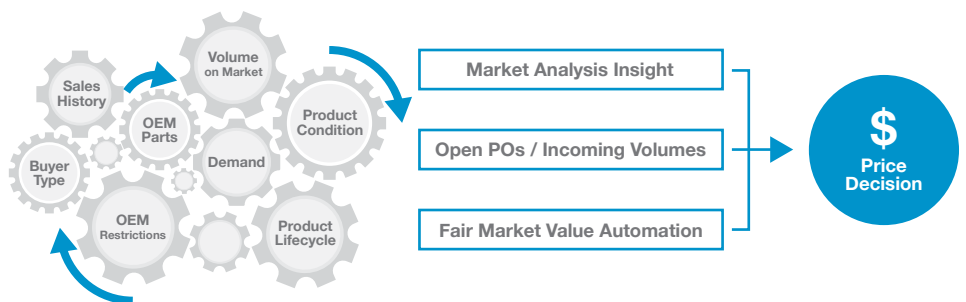 Volume
on Market
Sales
History
OEM
Parts
Product
Condition
Buyer
Type
Demand
OEM
Restrictions
Product
Lifecycle
Market Analysis Insight
Open POs / Incoming Volumes
Fair Market Value Automation
$
Price
Decision